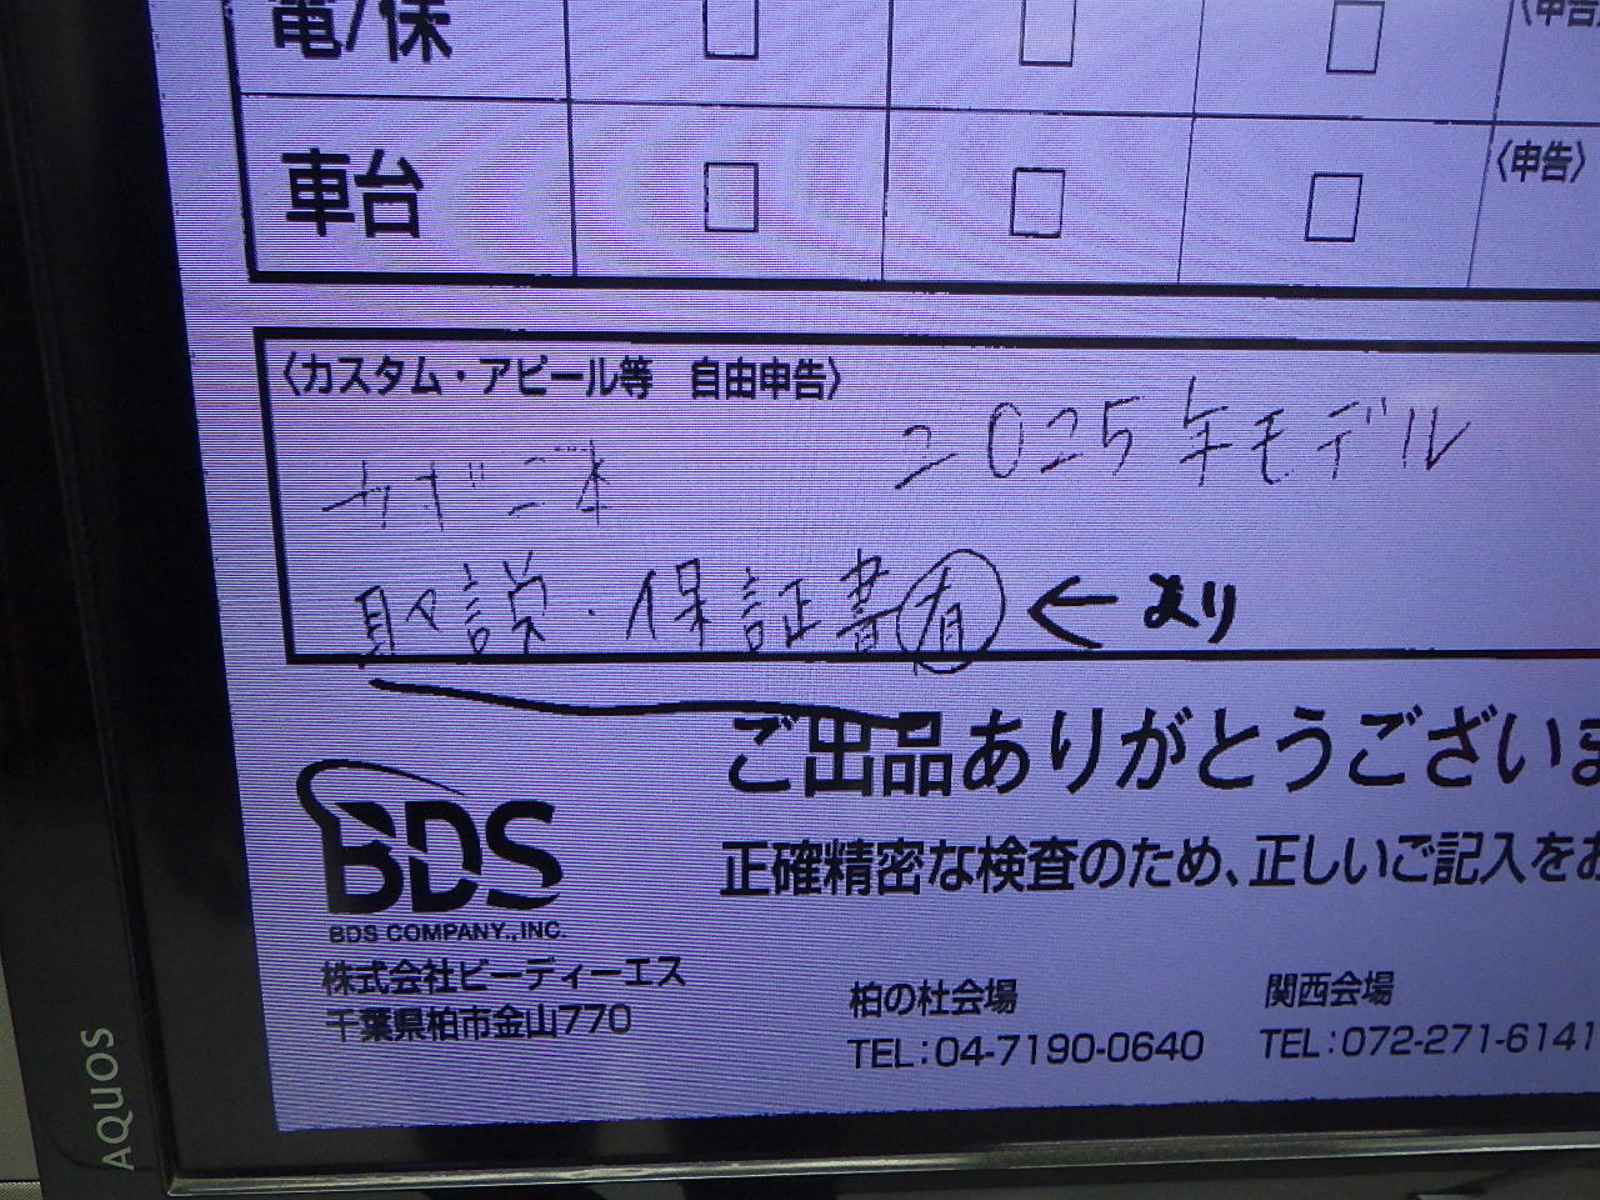 電/保
〈申告
車台
〈申告〉
〈カスタム・アピール等 自由申告〉
2025年モデル
取説・保証書有 ← より
ご出品ありがとうございま
正確精密な検査のため、正しいご記入をお
BDS
BDS COMPANY.,INC.
株式会社ビーディーエス
千葉県柏市金山770
柏の杜会場
TEL:04-7190-0640
関西会場
TEL:072-271-6141
AQUOS